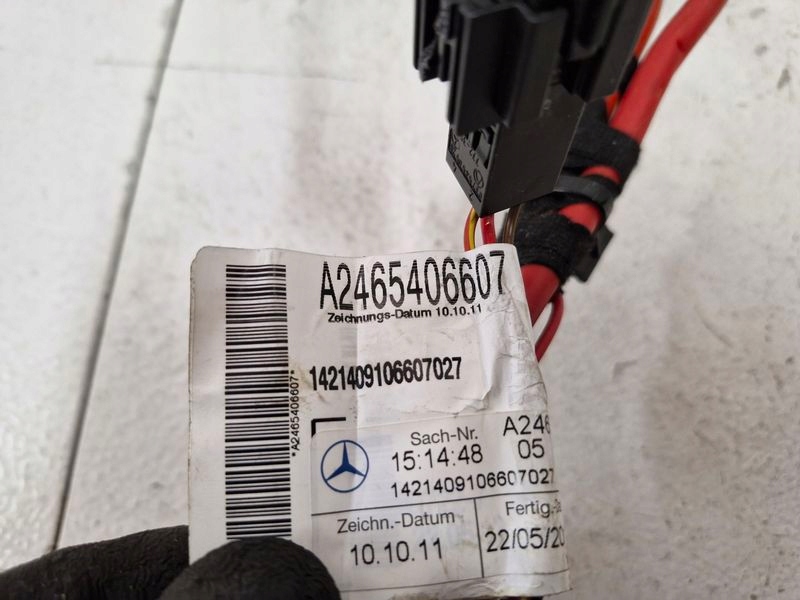 A2465406607
Zeichnungs-Datum 10.10.11
*A2465406607*
1421409106607027
Sach-Nr. A246
15:14:48 05
1421409106607027
Zeichn.-Datum Fertig.-
10.10.11 22/05/20